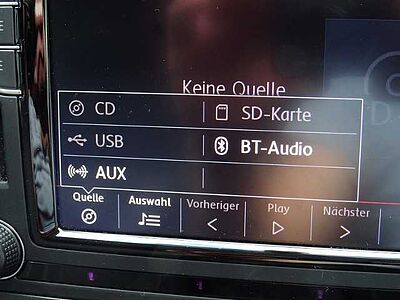 Keine Quelle
CD
SD-Karte
USB
BT-Audio
AUX
Quelle
Auswahl
Vorheriger
Play
Nächster